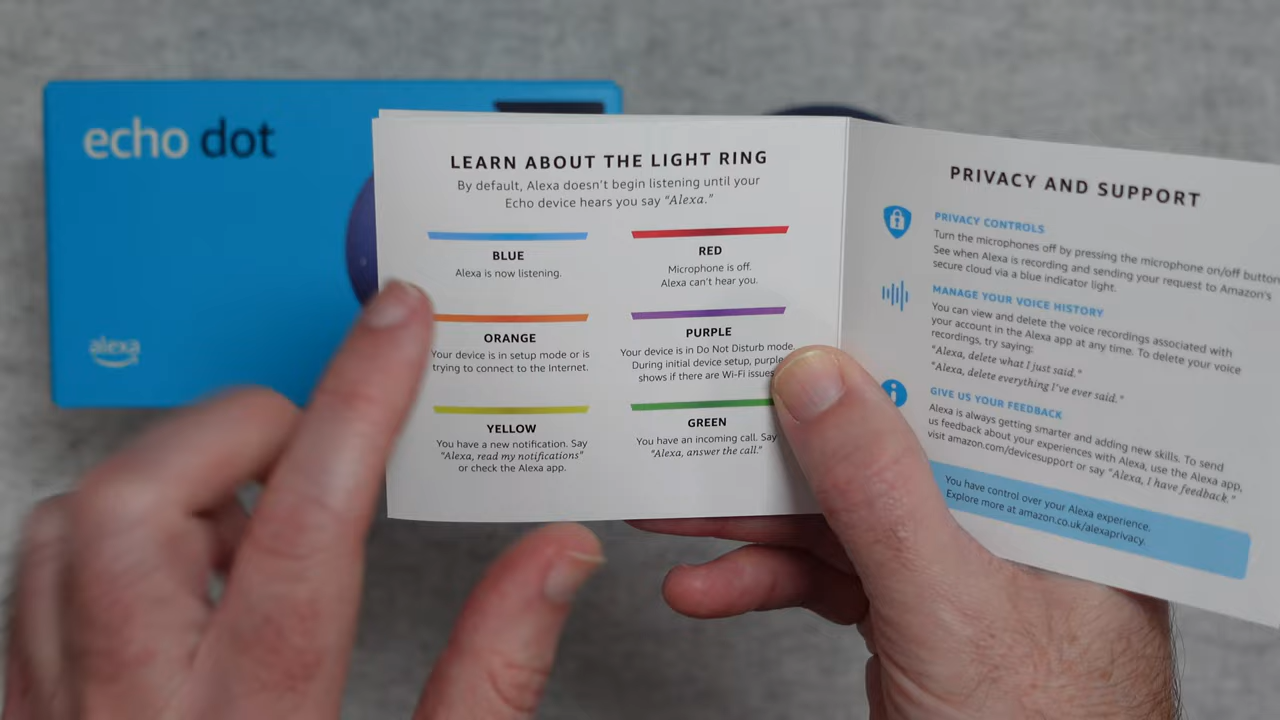 echo dot
alexa
LEARN ABOUT THE LIGHT RING
By default, Alexa doesn't begin listening until your
Echo device hears you say "Alexa."
BLUE
Alexa is now listening.
RED
Microphone is off.
Alexa can't hear you.
ORANGE
Your device is in setup mode or is
trying to connect to the Internet.
PURPLE
Your device is in Do Not Disturb mode.
During initial device setup, purple
shows if there are Wi-Fi issues
YELLOW
You have a new notification. Say
"Alexa, read my notifications"
or check the Alexa app.
GREEN
You have an incoming call. Say
"Alexa, answer the call."
PRIVACY AND SUPPORT
PRIVACY CONTROLS
Turn the microphones off by pressing the microphone on/off button
See when Alexa is recording and sending your request to Amazon's
secure cloud via a blue indicator light.
MANAGE YOUR VOICE HISTORY
You can view and delete the voice recordings associated with
your account in the Alexa app at any time. To delete your voice
recordings, try saying:
"Alexa, delete what I just said."
"Alexa, delete everything I've ever said."
GIVE US YOUR FEEDBACK
Alexa is always getting smarter and adding new skills. To send
us feedback about your experiences with Alexa, use the Alexa app,
visit amazon.com/devicesupport or say "Alexa, I have feedback."
You have control over your Alexa experience.
Explore more at amazon.co.uk/alexaprivacy.